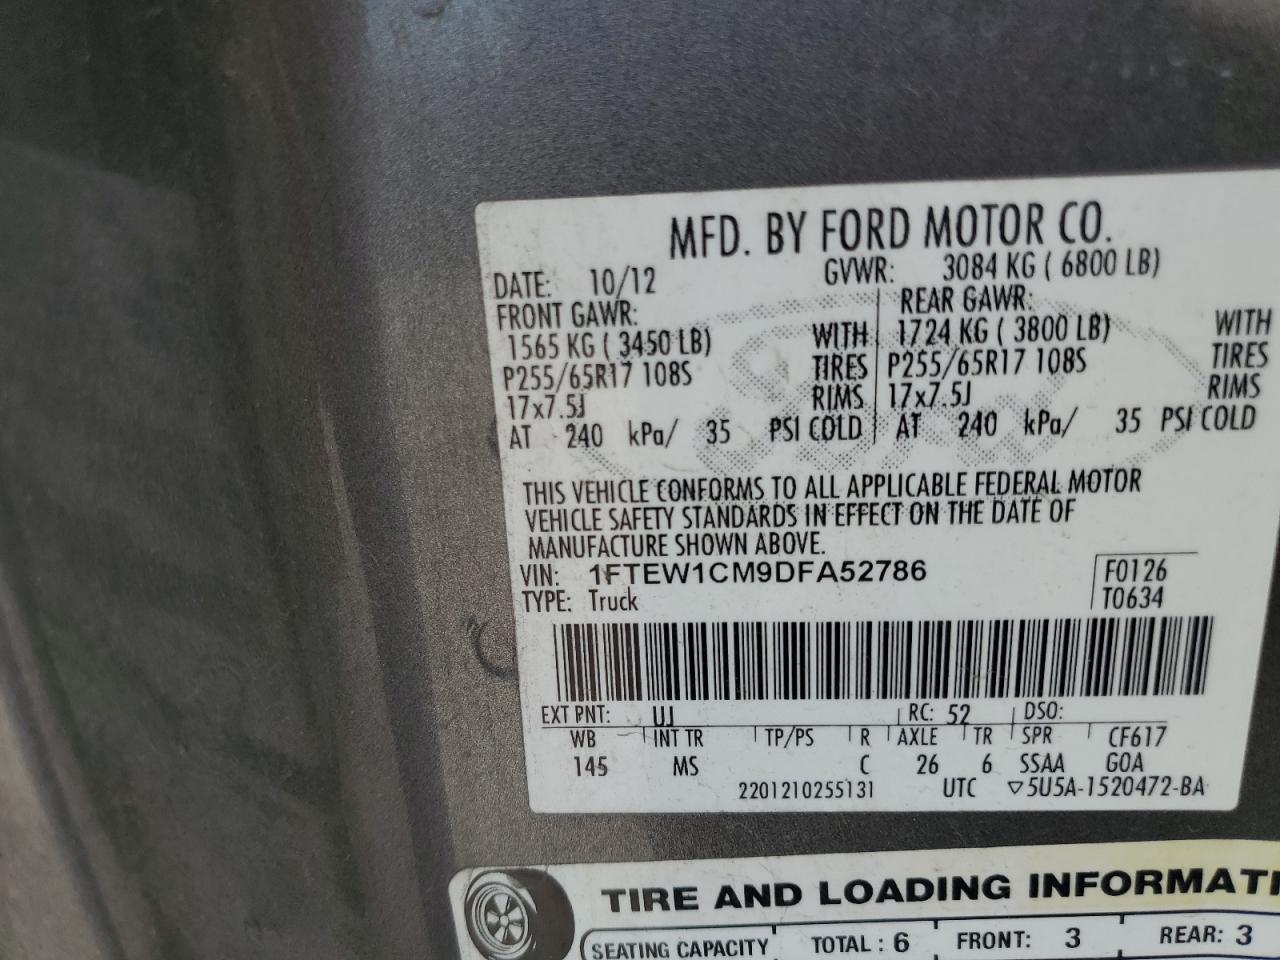 MFD. BY FORD MOTOR CO.
DATE: 10/12 GVWR: 3084 KG ( 6800 LB)
FRONT GAWR: REAR GAWR:
1565 KG ( 3450 LB) WITH 1724 KG ( 3800 LB) WITH
P255/65R17 108S TIRES P255/65R17 108S TIRES
17x7.5J RIMS 17x7.5J RIMS
AT 240 kPa/ 35 PSI COLD AT 240 kPa/ 35 PSI COLD
THIS VEHICLE CONFORMS TO ALL APPLICABLE FEDERAL MOTOR
VEHICLE SAFETY STANDARDS IN EFFECT ON THE DATE OF
MANUFACTURE SHOWN ABOVE.
VIN: 1FTEW1CM9DFA52786 F0126
TYPE: Truck T0634
EXT PNT: UJ RC: 52 DSO:
WB INT TR TP/PS R AXLE TR SPR CF617
145 MS C 26 6 SSAA GOA
2201210255131 UTC ▽5U5A-1520472-BA
TIRE AND LOADING INFORMATI
SEATING CAPACITY TOTAL : 6 FRONT: 3 REAR: 3